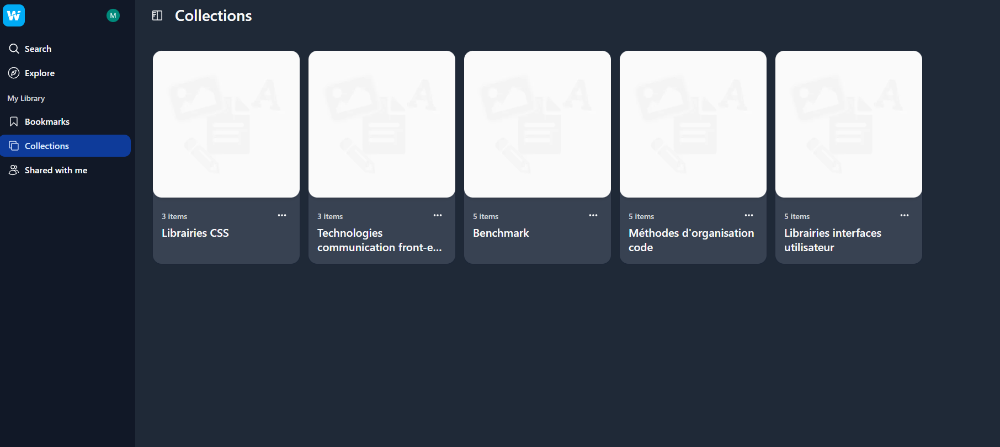 W
M
Collections
Search
Explore
My Library
Bookmarks
Collections
Shared with me
3 items
Librairies CSS
3 items
Technologies
communication front-e...
5 items
Benchmark
5 items
Méthodes d'organisation
code
5 items
Librairies interfaces
utilisateur